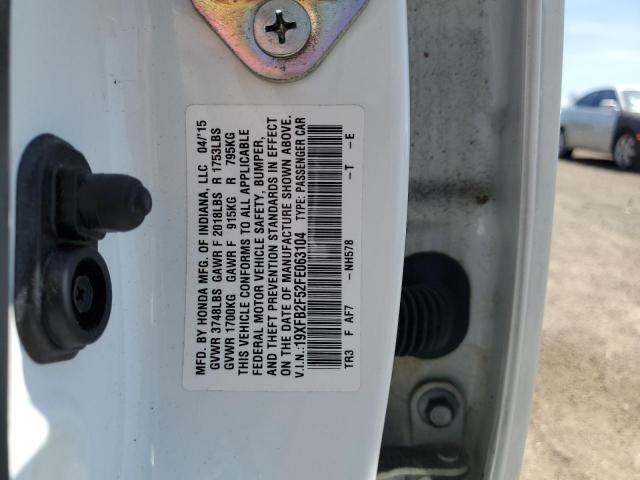 MFD. BY HONDA MFG. OF INDIANA, LLC 04/'15
GVWR 3748LBS GAWR F 2018LBS R 1753LBS
GVWR 1700KG GAWR F 915KG R 795KG
THIS VEHICLE CONFORMS TO ALL APPLICABLE
FEDERAL MOTOR VEHICLE SAFETY, BUMPER,
AND THEFT PREVENTION STANDARDS IN EFFECT
ON THE DATE OF MANUFACTURE SHOWN ABOVE.
V.I.N.: 19XFB2F52FE063104 TYPE: PASSENGER CAR
TR3 F AF7 -NH578 -T -E